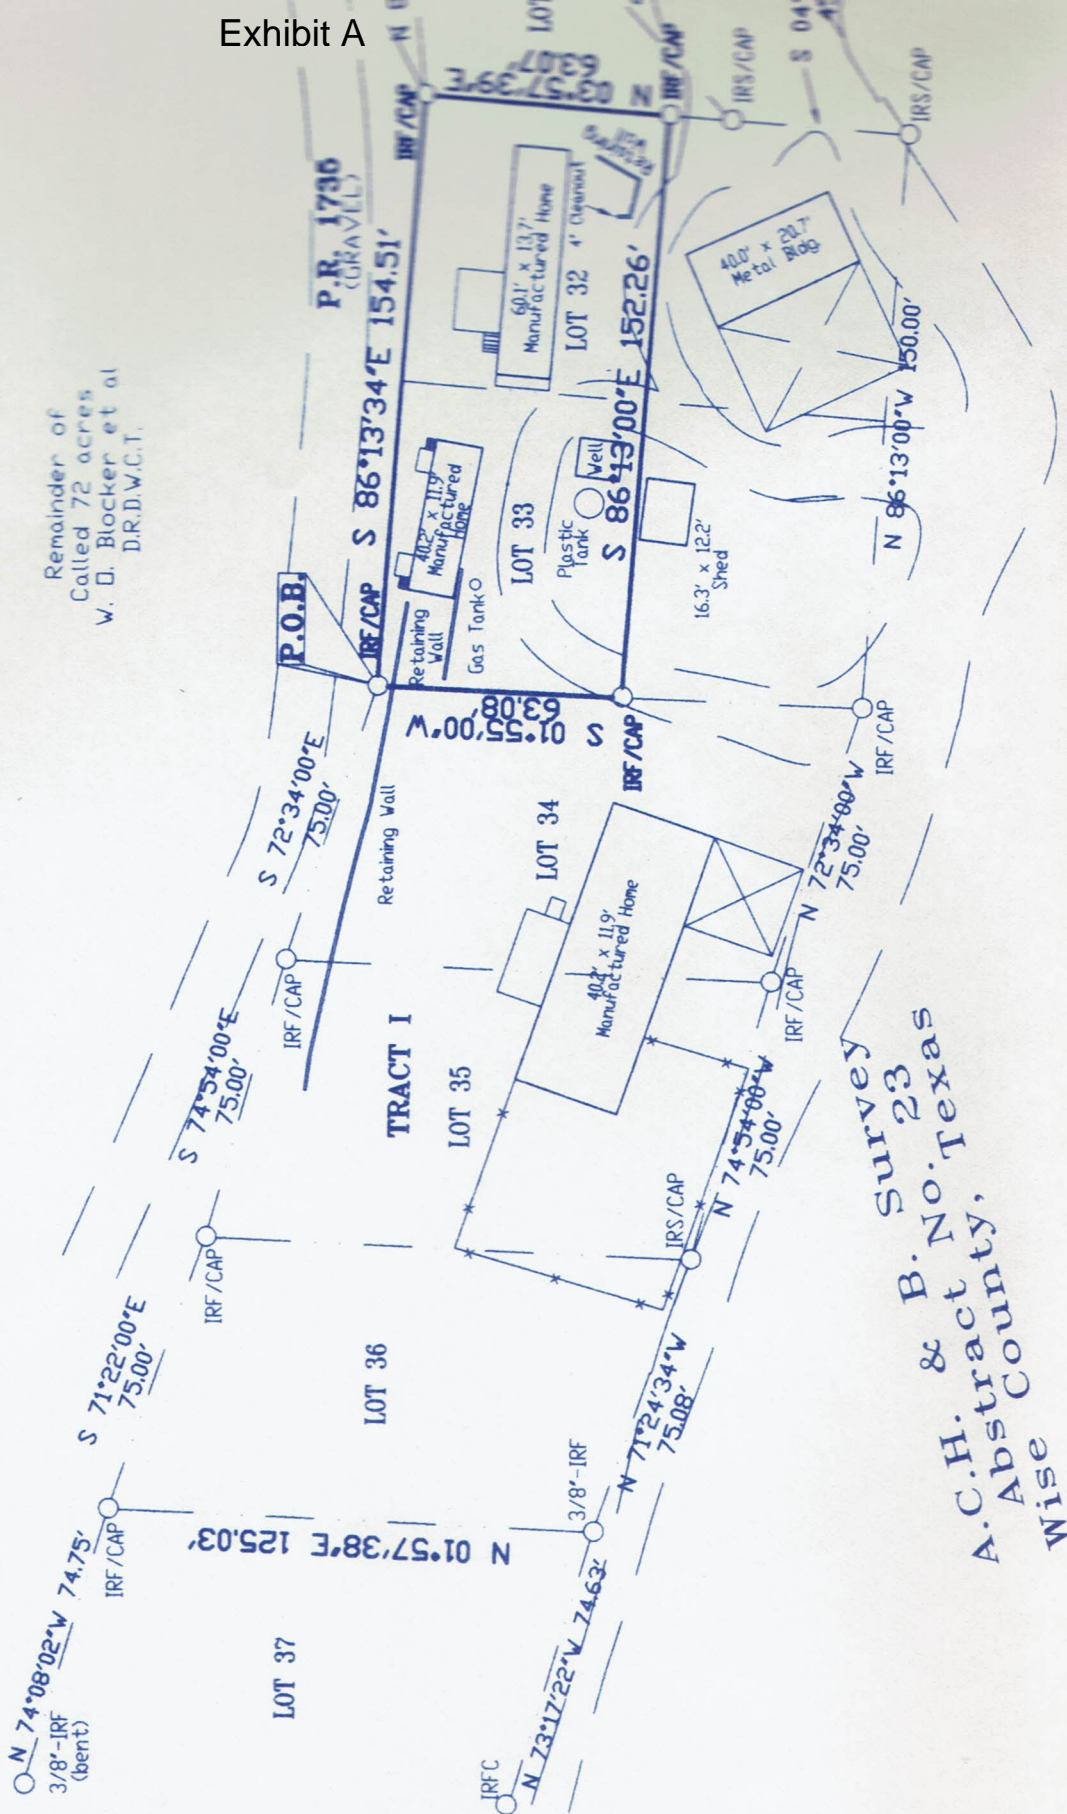 Exhibit A
Remainder of
Called 72 acres
W. O. Blocker et al
D.R.D.W.C.T.
P.R. 1735
(GRAVEL)
IRF/CAP
N
LOT
N 03°57'39"E
63.07'
IRF/CAP
IRS/CAP
S 04°
IRS/CAP
S 86°13'34"E 154.51'
60.1' x 13.7'
Manufactured Home
4' Cleanout
LOT 32
Retaining
Wall
S 86°13'00"E 152.26'
40.0' x 20.7'
Metal Bldg
N 86°13'00"W 150.00'
P.O.B.
IRF/CAP
40.2' x 11.9'
Manufactured
Home
Retaining
Wall
Gas Tank
LOT 33
Plastic
Tank
Well
16.3' x 12.2'
Shed
S 01°55'00"W
63.08'
IRF/CAP
IRF/CAP
S 72°34'00"E
75.00'
Retaining Wall
LOT 34
40.2' x 11.9'
Manufactured Home
N 72°34'00"W
75.00'
IRF/CAP
IRF/CAP
S 74°54'00"E
75.00'
TRACT I
LOT 35
N 74°54'00"W
75.00'
IRS/CAP
IRF/CAP
S 71°22'00"E
75.00'
LOT 36
N 71°24'34"W
75.08'
3/8"-IRF
IRF/CAP
N 01°57'38"E 125.03'
N 74°08'02"W 74.75'
3/8"-IRF
(bent)
LOT 37
N 73°17'22"W 74.63'
IRFC
A.C.H. & B. Survey
Abstract No. 23
Wise County, Texas